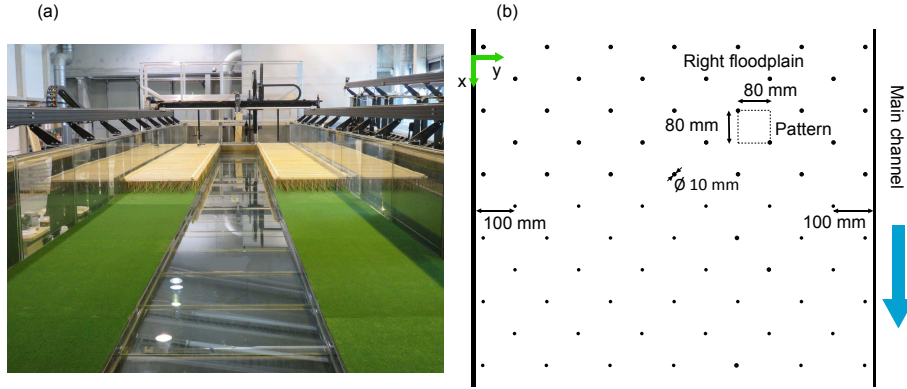 (a)
(b)
Right floodplain
x
y
80 mm
80 mm
Pattern
Ø 10 mm
100 mm
100 mm
Main channel